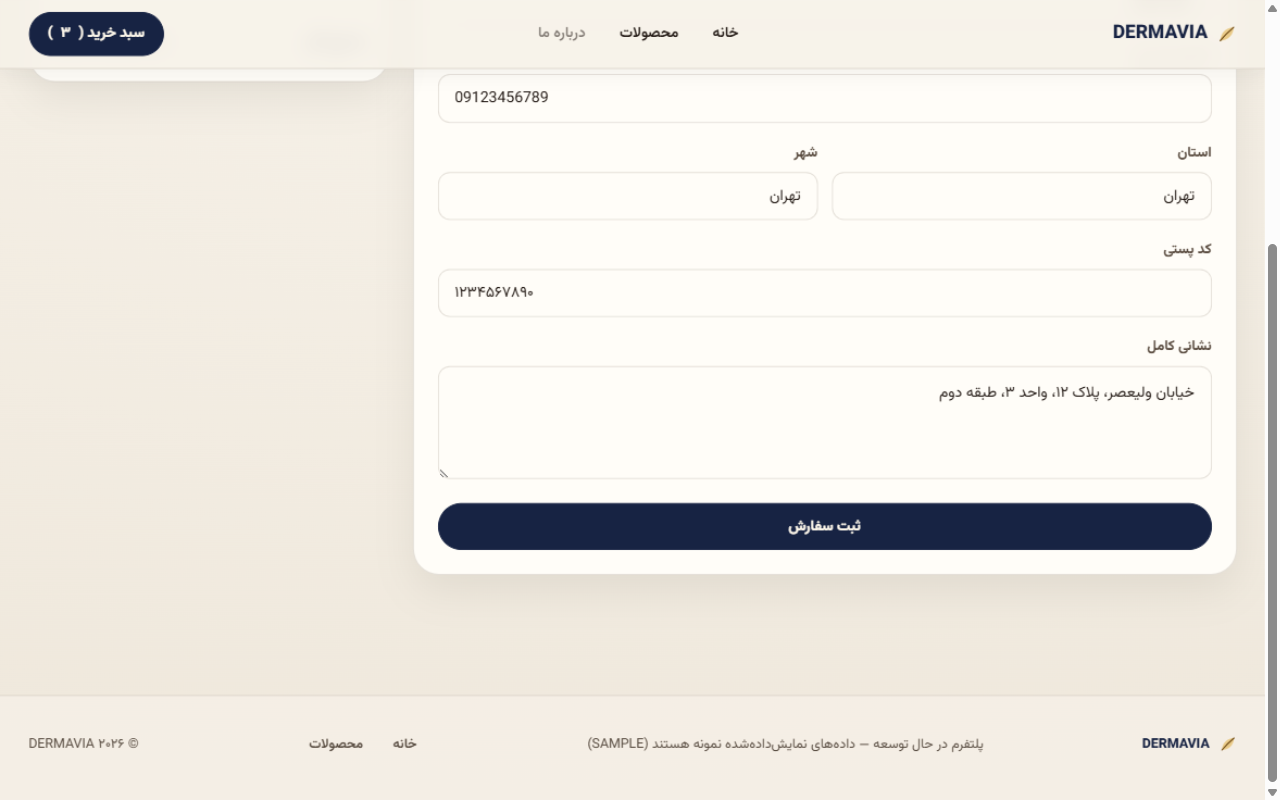 DERMAVIA
خانه
محصولات
درباره ما
سبد خرید ( ۳ )
09123456789
استان
شهر
تهران
تهران
کد پستی
۱۲۳۴۵۶۷۸۹۰
نشانی کامل
خیابان ولیعصر، پلاک ۱۲، واحد ۳، طبقه دوم
ثبت سفارش
DERMAVIA
پلتفرم در حال توسعه — داده‌های نمایش‌داده‌شده نمونه هستند (SAMPLE)
خانه
محصولات
© ۲۰۲۶ DERMAVIA